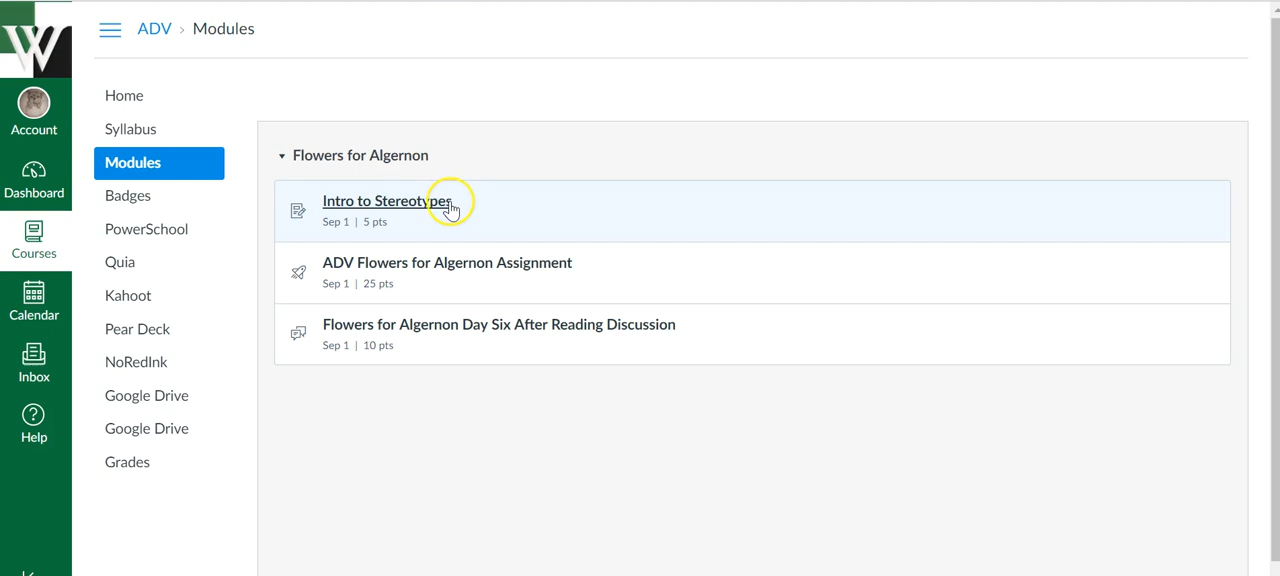 W
ADV › Modules
Account
Dashboard
Courses
Calendar
Inbox
Help
Home
Syllabus
Modules
Badges
PowerSchool
Quia
Kahoot
Pear Deck
NoRedInk
Google Drive
Google Drive
Grades
Flowers for Algernon
Intro to Stereotypes
Sep 1 | 5 pts
ADV Flowers for Algernon Assignment
Sep 1 | 25 pts
Flowers for Algernon Day Six After Reading Discussion
Sep 1 | 10 pts